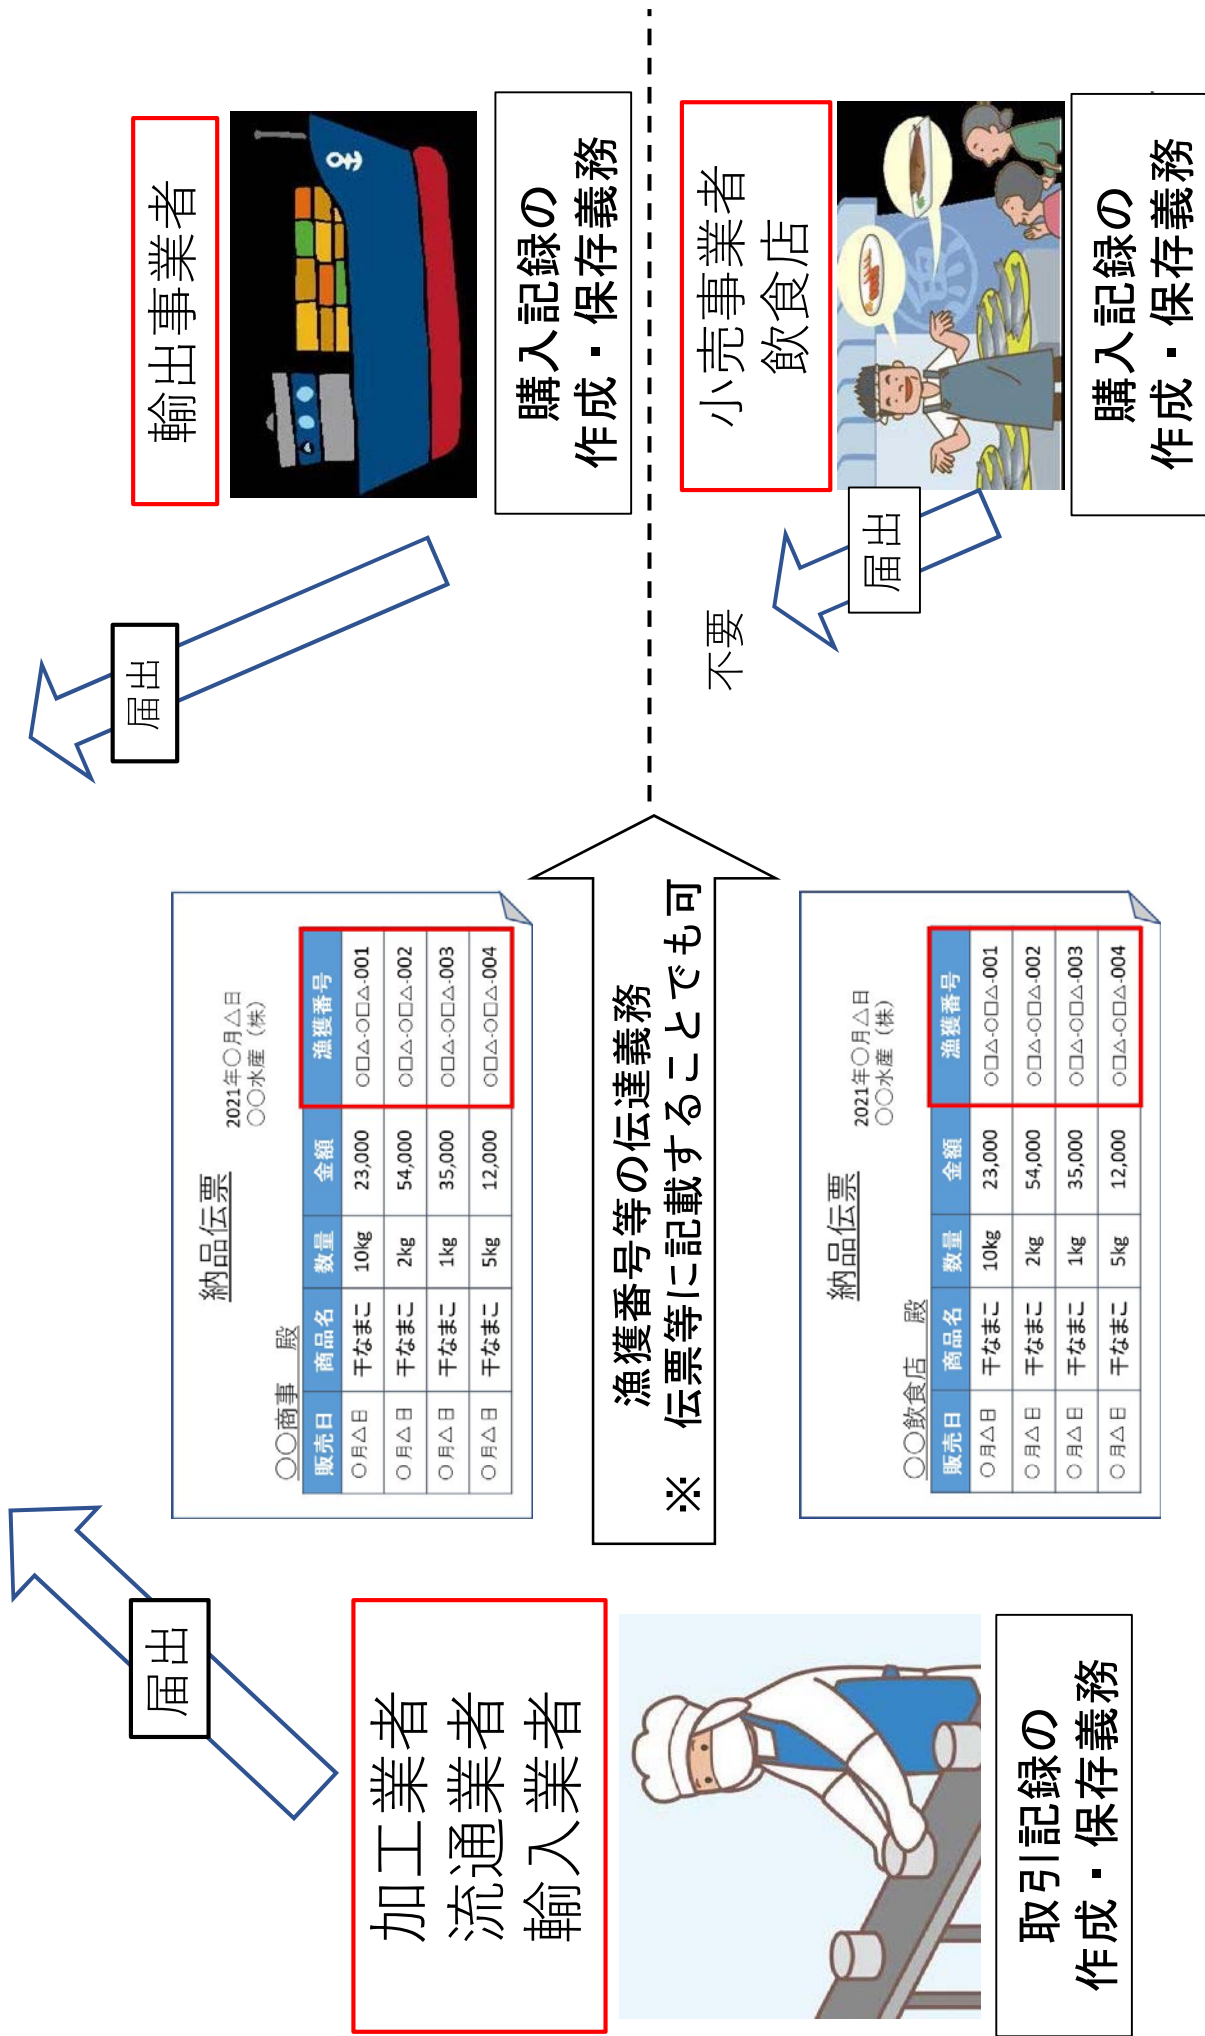 届出
加工業者
流通業者
輸入業者
取引記録の
作成・保存義務
納品伝票
2021年○月△日
○○水産（株）
○○商事　殿
販売日 商品名 数量 金額 漁獲番号
○月△日 干なまこ 10kg 23,000 ○□△-○□△-001
○月△日 干なまこ 2kg 54,000 ○□△-○□△-002
○月△日 干なまこ 1kg 35,000 ○□△-○□△-003
○月△日 干なまこ 5kg 12,000 ○□△-○□△-004
漁獲番号等の伝達義務
※　伝票等に記載することでも可
納品伝票
2021年○月△日
○○水産（株）
○○飲食店　殿
販売日 商品名 数量 金額 漁獲番号
○月△日 干なまこ 10kg 23,000 ○□△-○□△-001
○月△日 干なまこ 2kg 54,000 ○□△-○□△-002
○月△日 干なまこ 1kg 35,000 ○□△-○□△-003
○月△日 干なまこ 5kg 12,000 ○□△-○□△-004
届出
輸出事業者
購入記録の
作成・保存義務
不要
届出
小売事業者
飲食店
魚
購入記録の
作成・保存義務